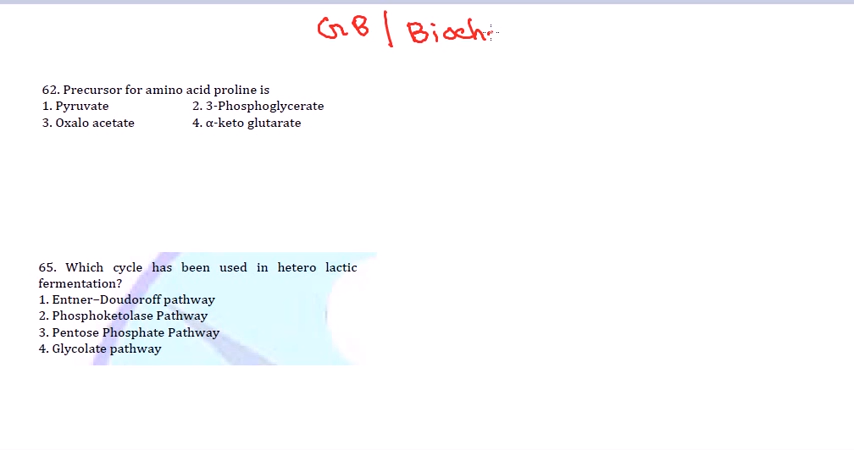 GB | Bioche
62. Precursor for amino acid proline is
1. Pyruvate 2. 3-Phosphoglycerate
3. Oxalo acetate 4. α-keto glutarate
65. Which cycle has been used in hetero lactic
fermentation?
1. Entner–Doudoroff pathway
2. Phosphoketolase Pathway
3. Pentose Phosphate Pathway
4. Glycolate pathway